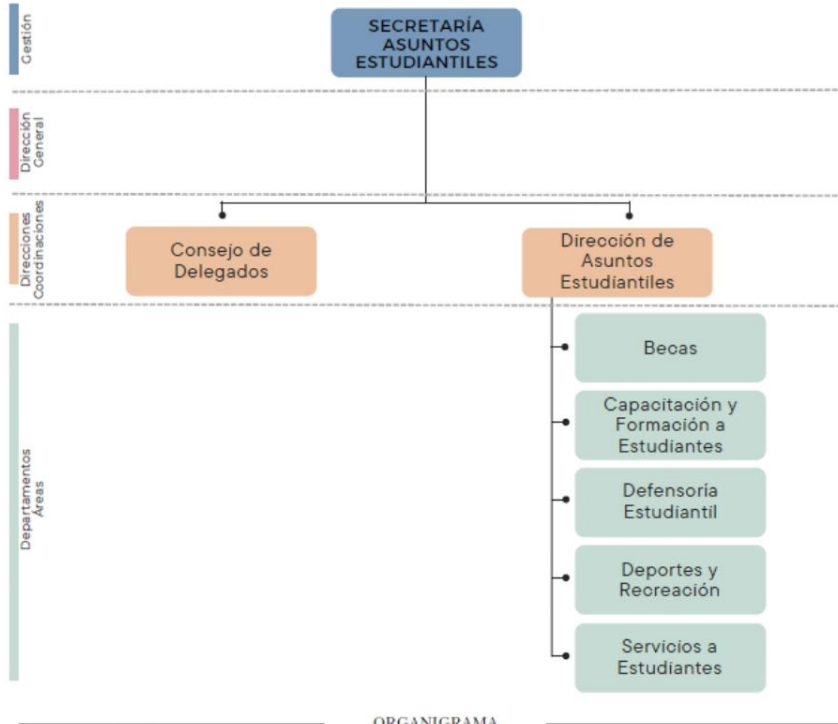 Gestión
SECRETARÍA
ASUNTOS
ESTUDIANTILES
Dirección
General
Direcciones
Coordinaciones
Consejo de
Delegados
Dirección de
Asuntos
Estudiantiles
Departamentos
Áreas
Becas
Capacitación y
Formación a
Estudiantes
Defensoría
Estudiantil
Deportes y
Recreación
Servicios a
Estudiantes
ORGANIGRAMA